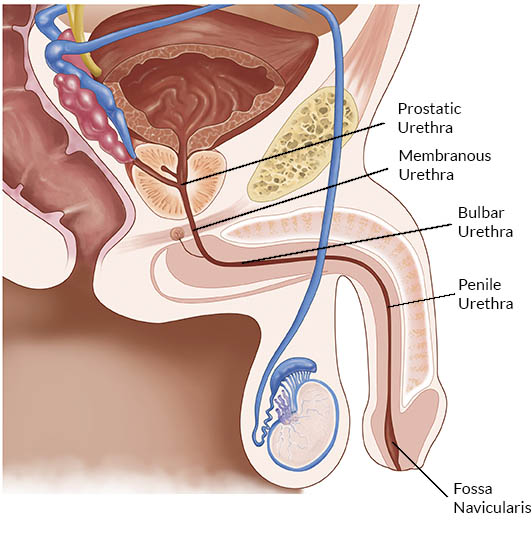 Prostatic
Urethra
Membranous
Urethra
Bulbar
Urethra
Penile
Urethra
Fossa
Navicularis